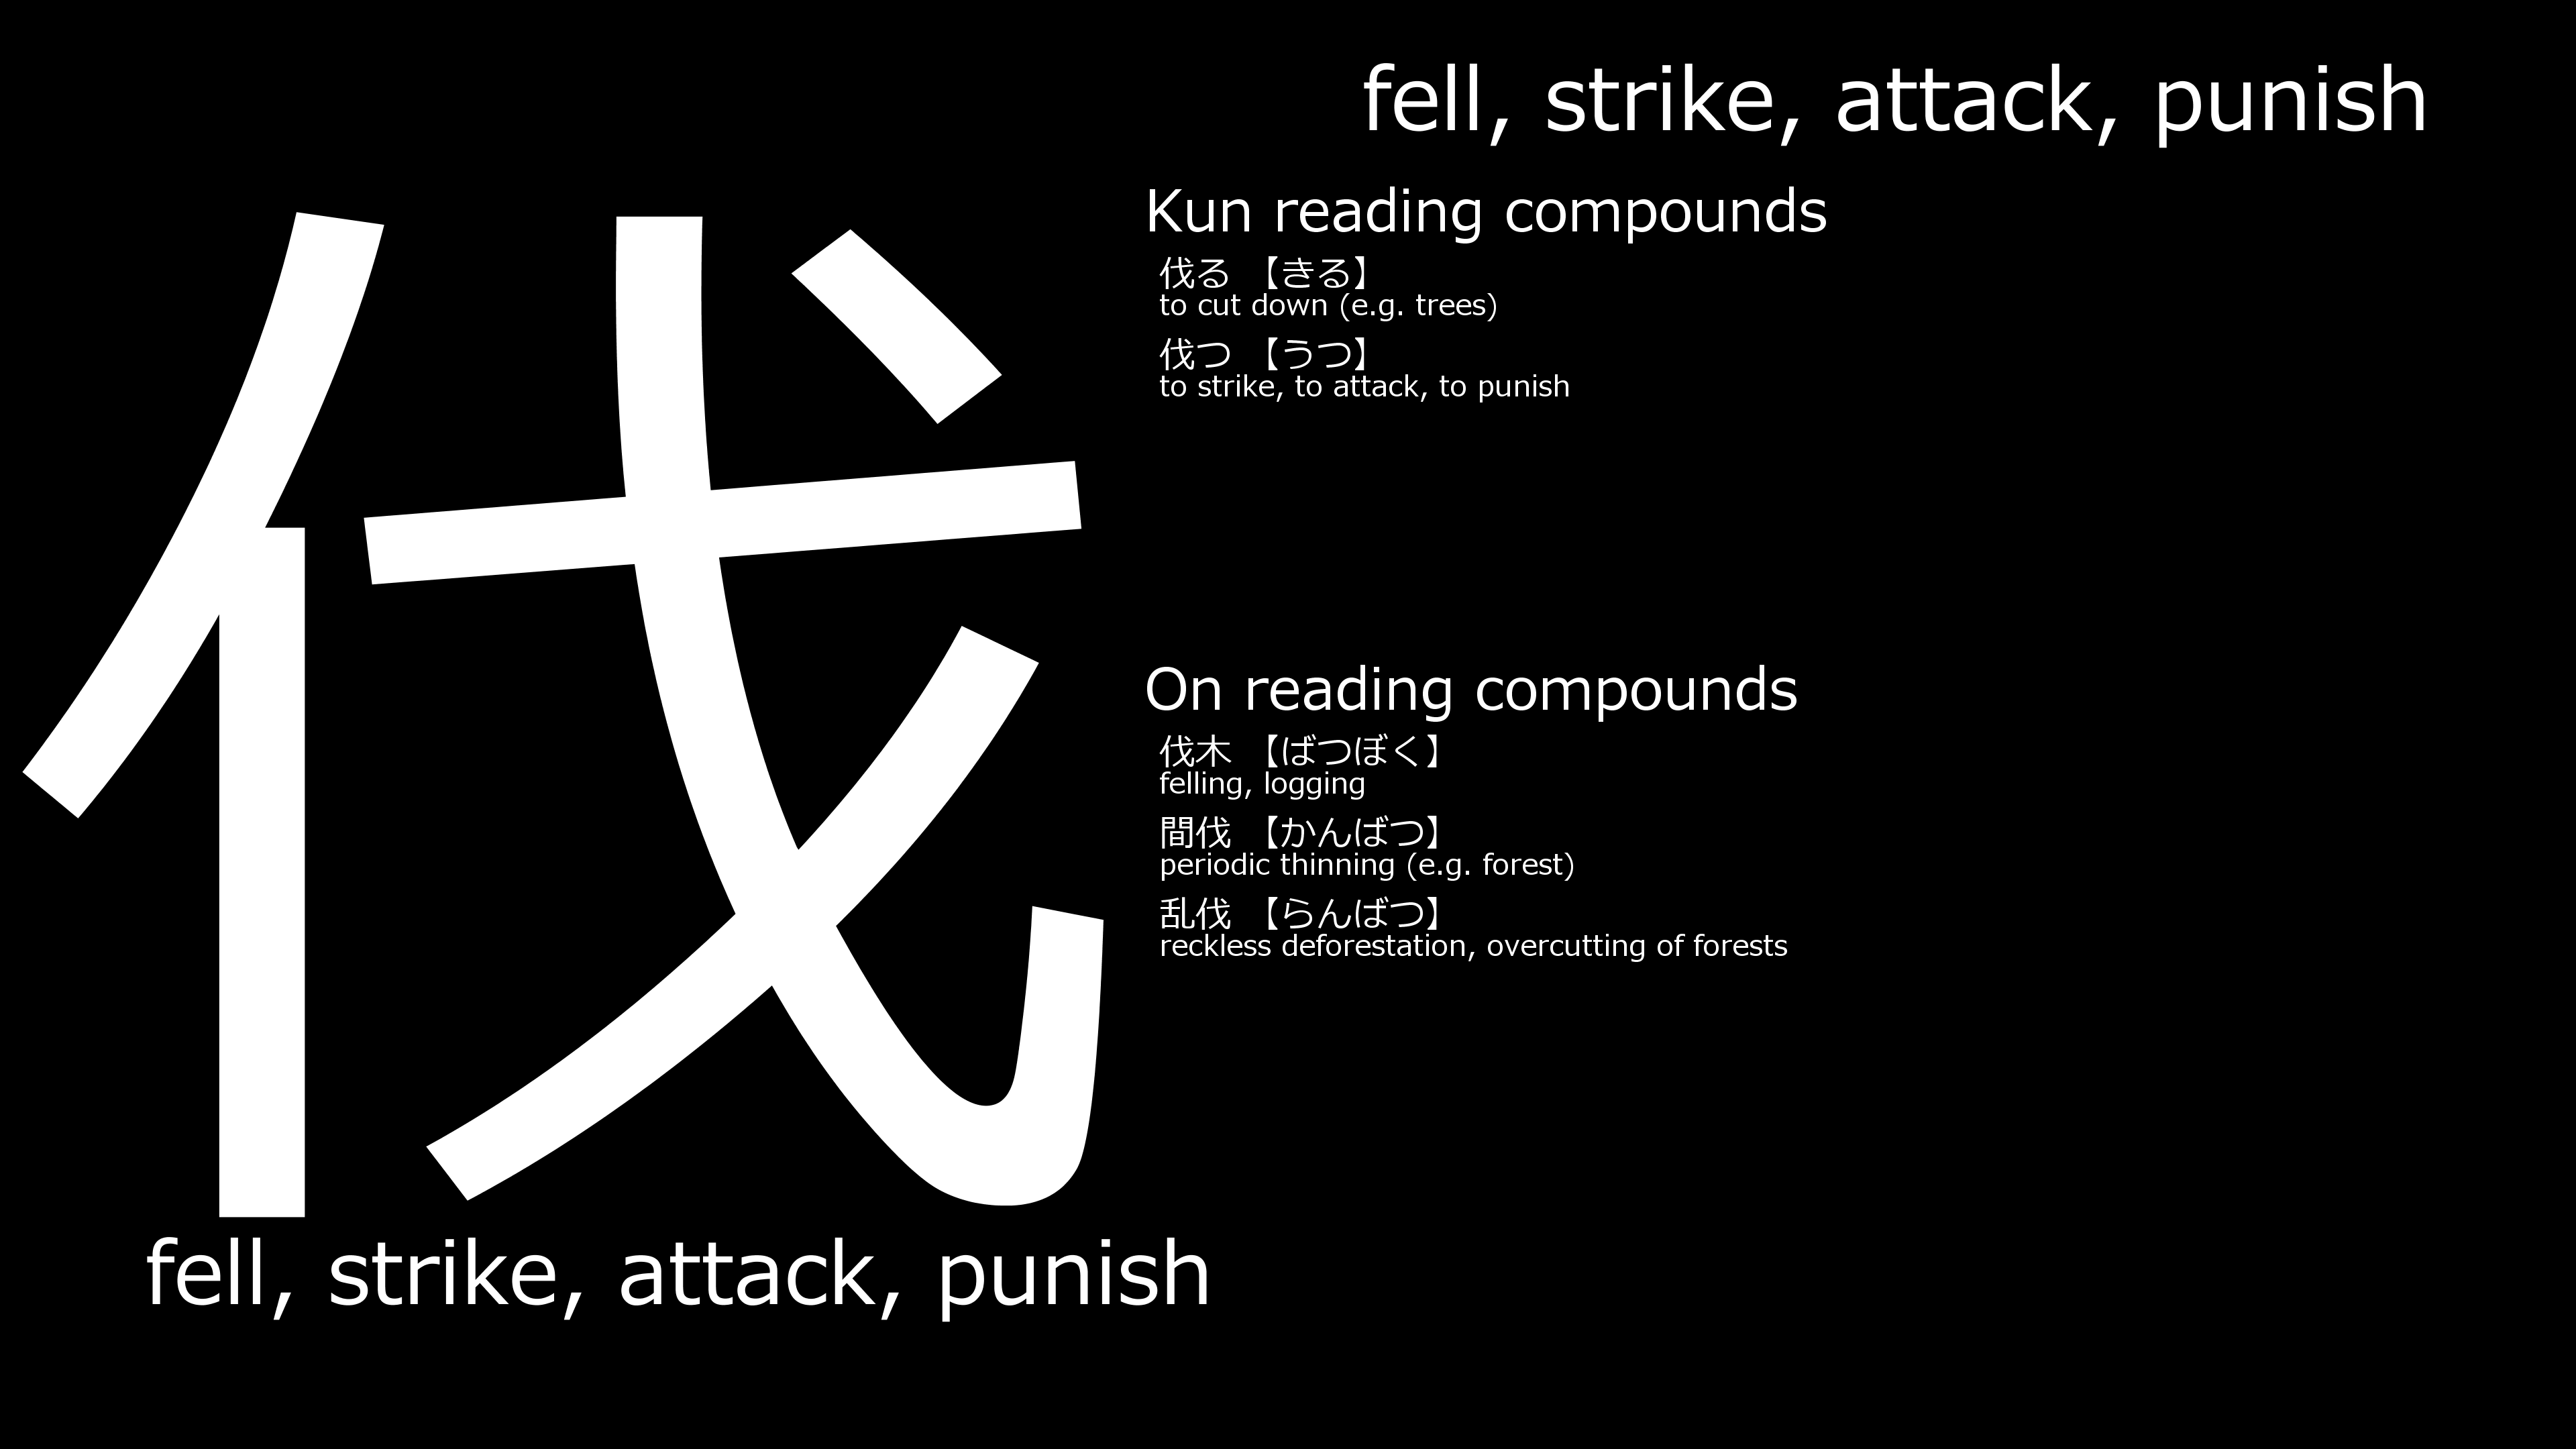 伐
fell, strike, attack, punish
fell, strike, attack, punish
Kun reading compounds
伐る 【きる】
to cut down (e.g. trees)
伐つ 【うつ】
to strike, to attack, to punish
On reading compounds
伐木 【ばつぼく】
felling, logging
間伐 【かんばつ】
periodic thinning (e.g. forest)
乱伐 【らんばつ】
reckless deforestation, overcutting of forests